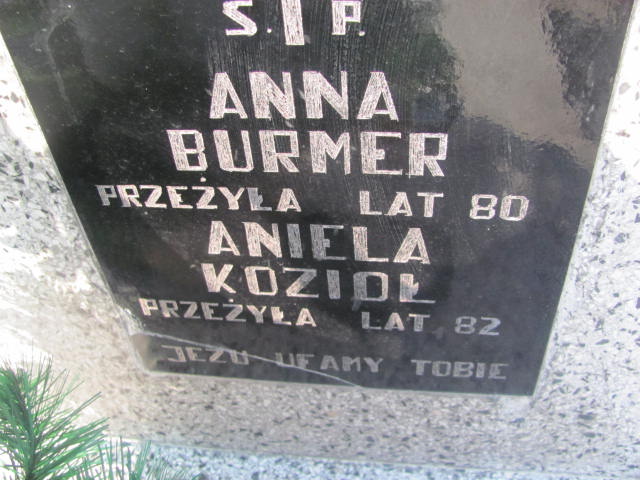 Ś. P.
ANNA
BURMER
PRZEŻYŁA LAT 80
ANIELA
KOZIOŁ
PRZEŻYŁA LAT 82
JEZU UFAMY TOBIE